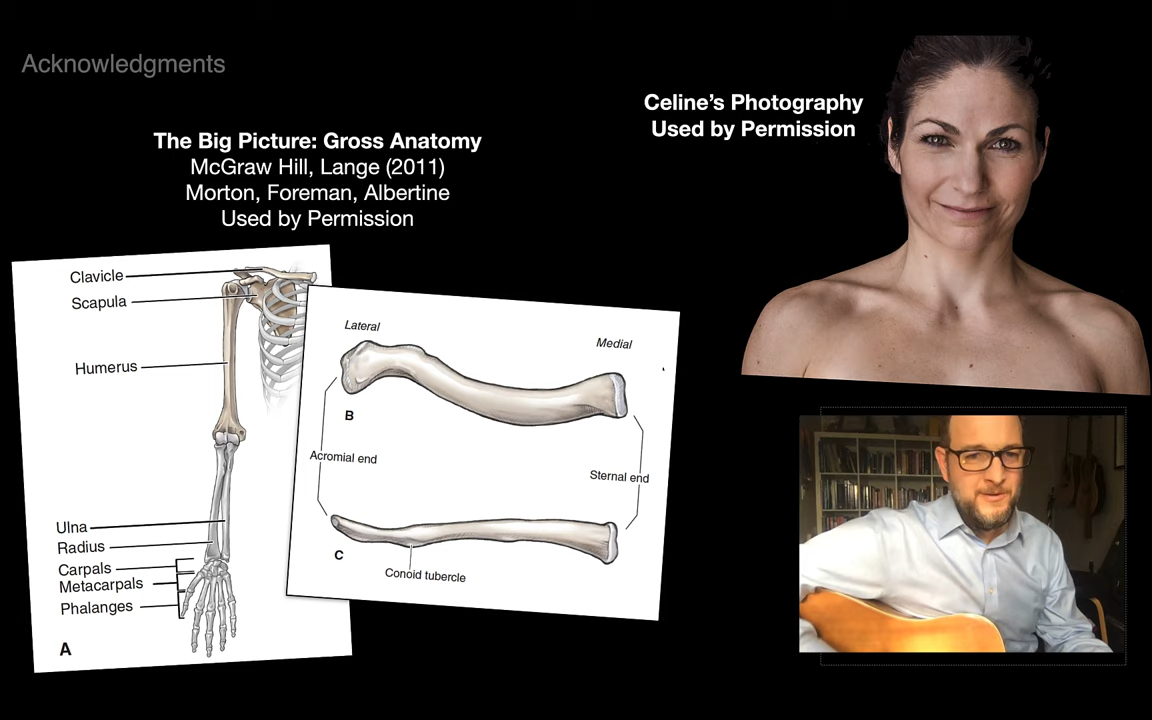 Acknowledgments
The Big Picture: Gross Anatomy
McGraw Hill, Lange (2011)
Morton, Foreman, Albertine
Used by Permission
Celine’s Photography
Used by Permission
Clavicle
Scapula
Humerus
Ulna
Radius
Carpals
Metacarpals
Phalanges
A
Lateral
Medial
B
Acromial end
Sternal end
C
Conoid tubercle